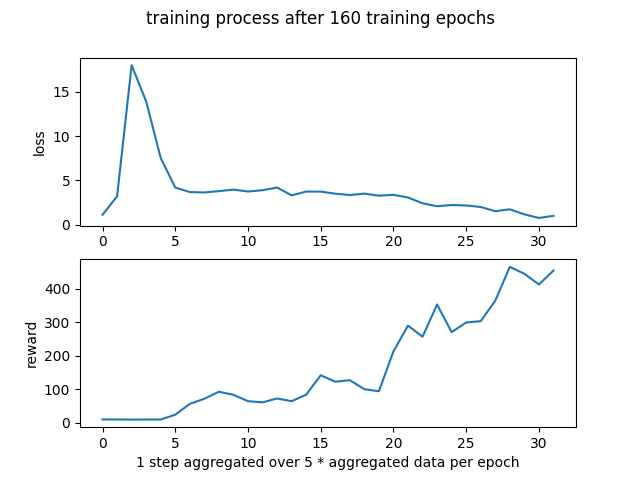 training process after 160 training epochs
15
10
5
0
loss
0 5 10 15 20 25 30
400
300
200
100
0
reward
0 5 10 15 20 25 30
1 step aggregated over 5 * aggregated data per epoch